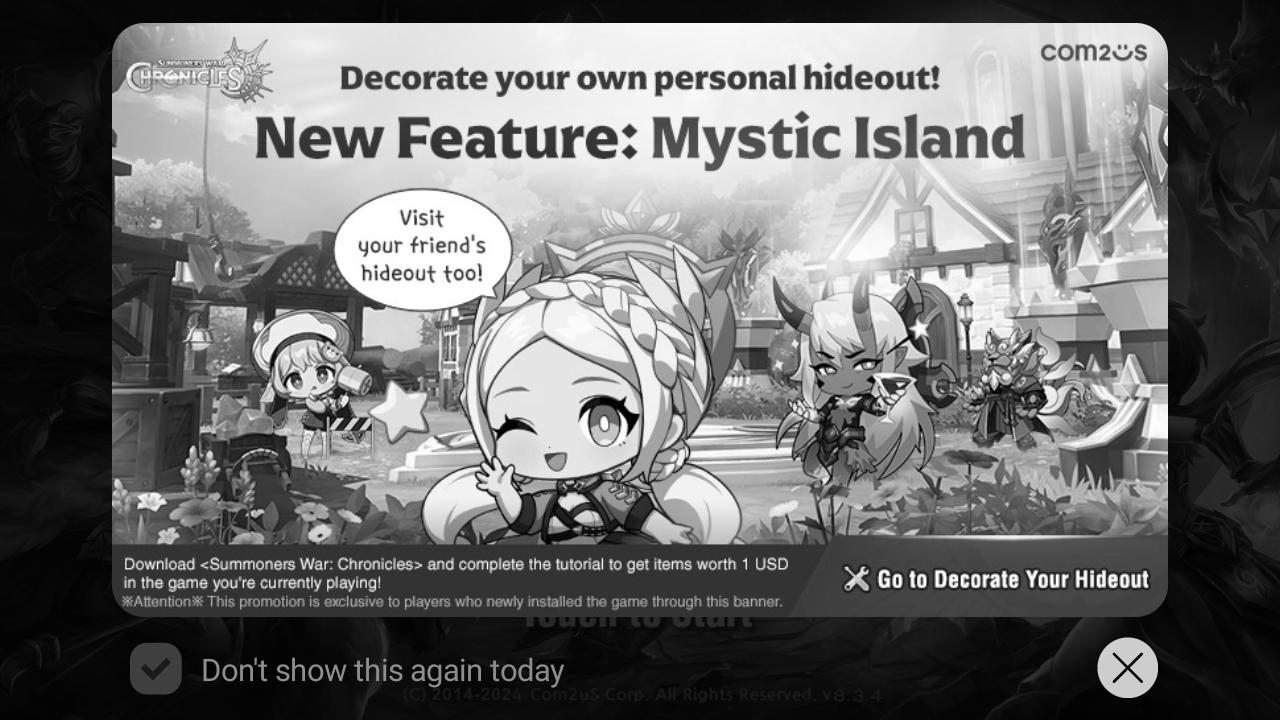 SUMMONERS WAR
CHRONICLES
COM2US
Decorate your own personal hideout!
New Feature: Mystic Island
Visit
your friend's
hideout too!
Download <Summoners War: Chronicles> and complete the tutorial to get items worth 1 USD
in the game you're currently playing!
※Attention※ This promotion is exclusive to players who newly installed the game through this banner.
Go to Decorate Your Hideout
Touch to Start
Don't show this again today
(C) 2014-2024 Com2uS Corp. All Rights Reserved. v8.3.4